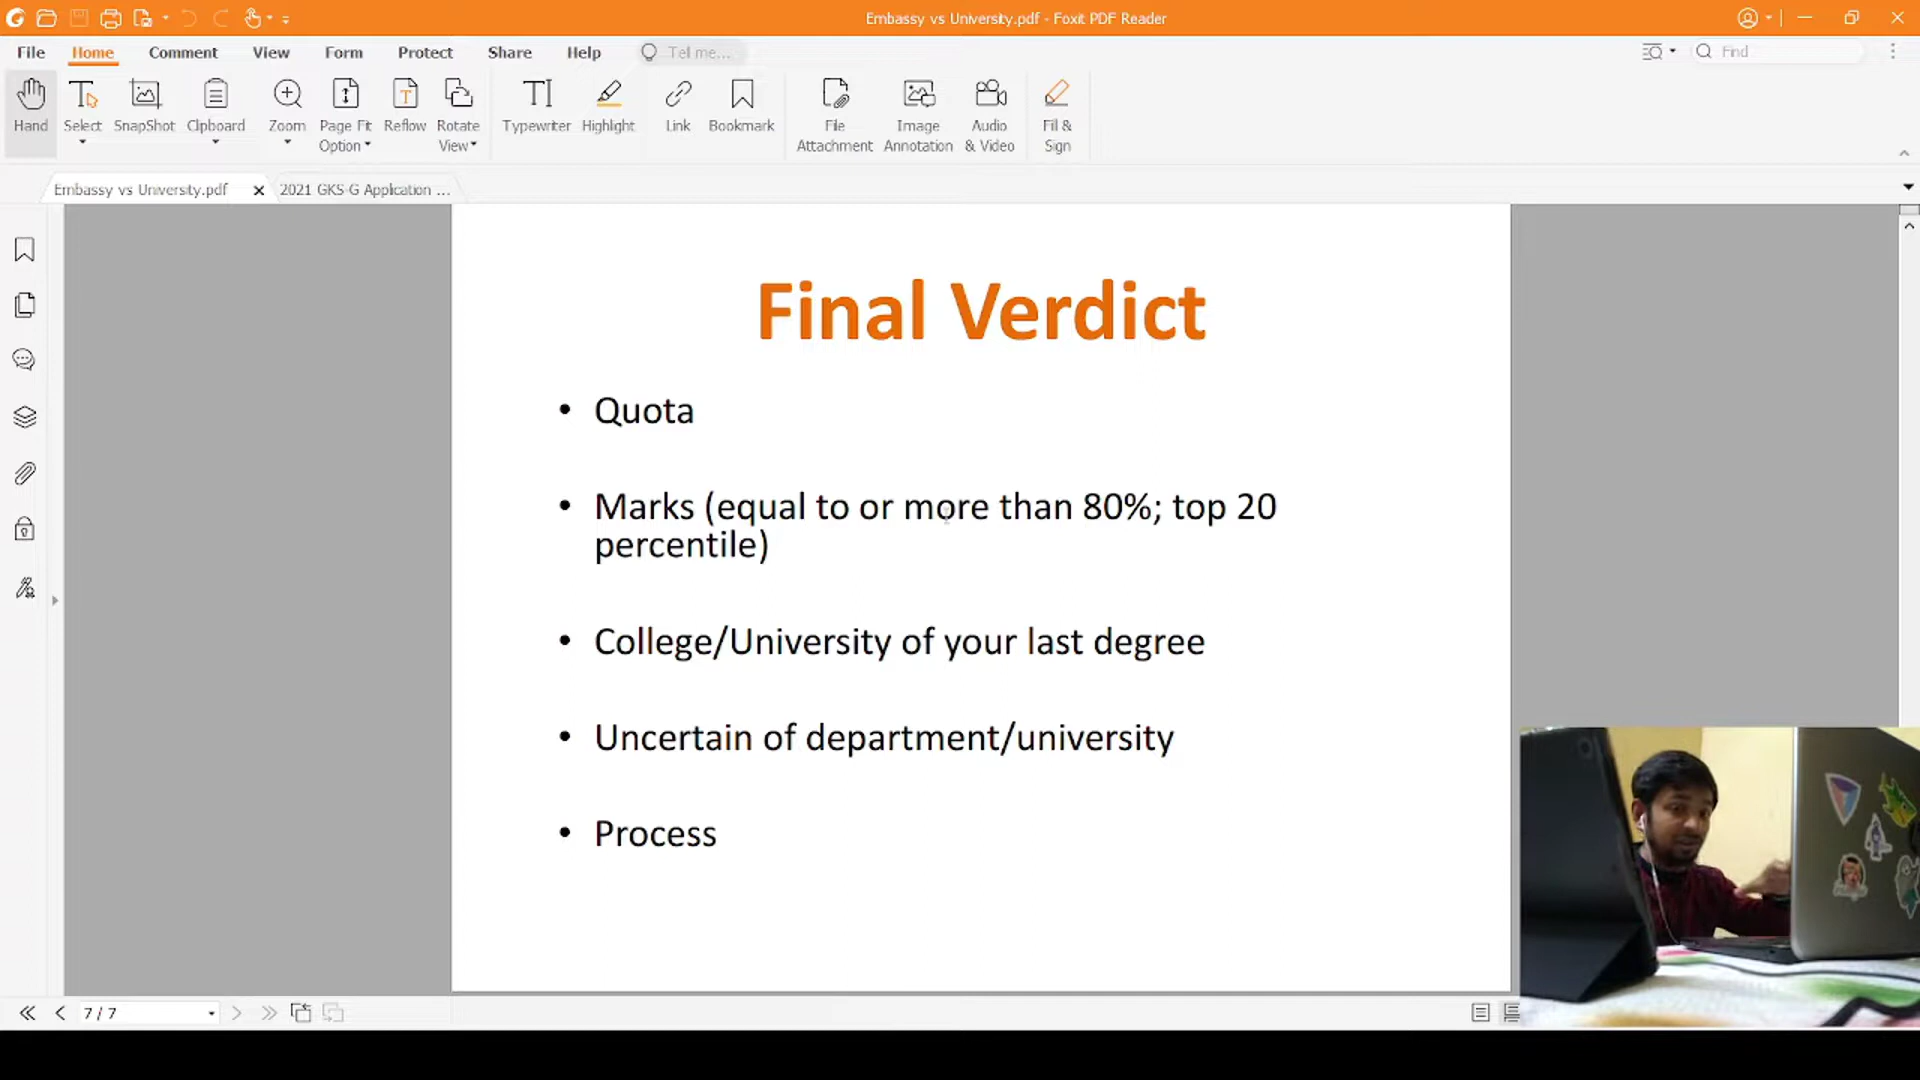 Embassy vs University.pdf - Foxit PDF Reader
File Home Comment View Form Protect Share Help Tell me... Find
Hand Select SnapShot Clipboard Zoom Page Fit Option Reflow Rotate View Typewriter Highlight Link Bookmark File Attachment Image Annotation Audio & Video Fill & Sign
Embassy vs University.pdf 2021 GKS-G Application ...
Final Verdict
• Quota
• Marks (equal to or more than 80%; top 20
percentile)
• College/University of your last degree
• Uncertain of department/university
• Process
7 / 7